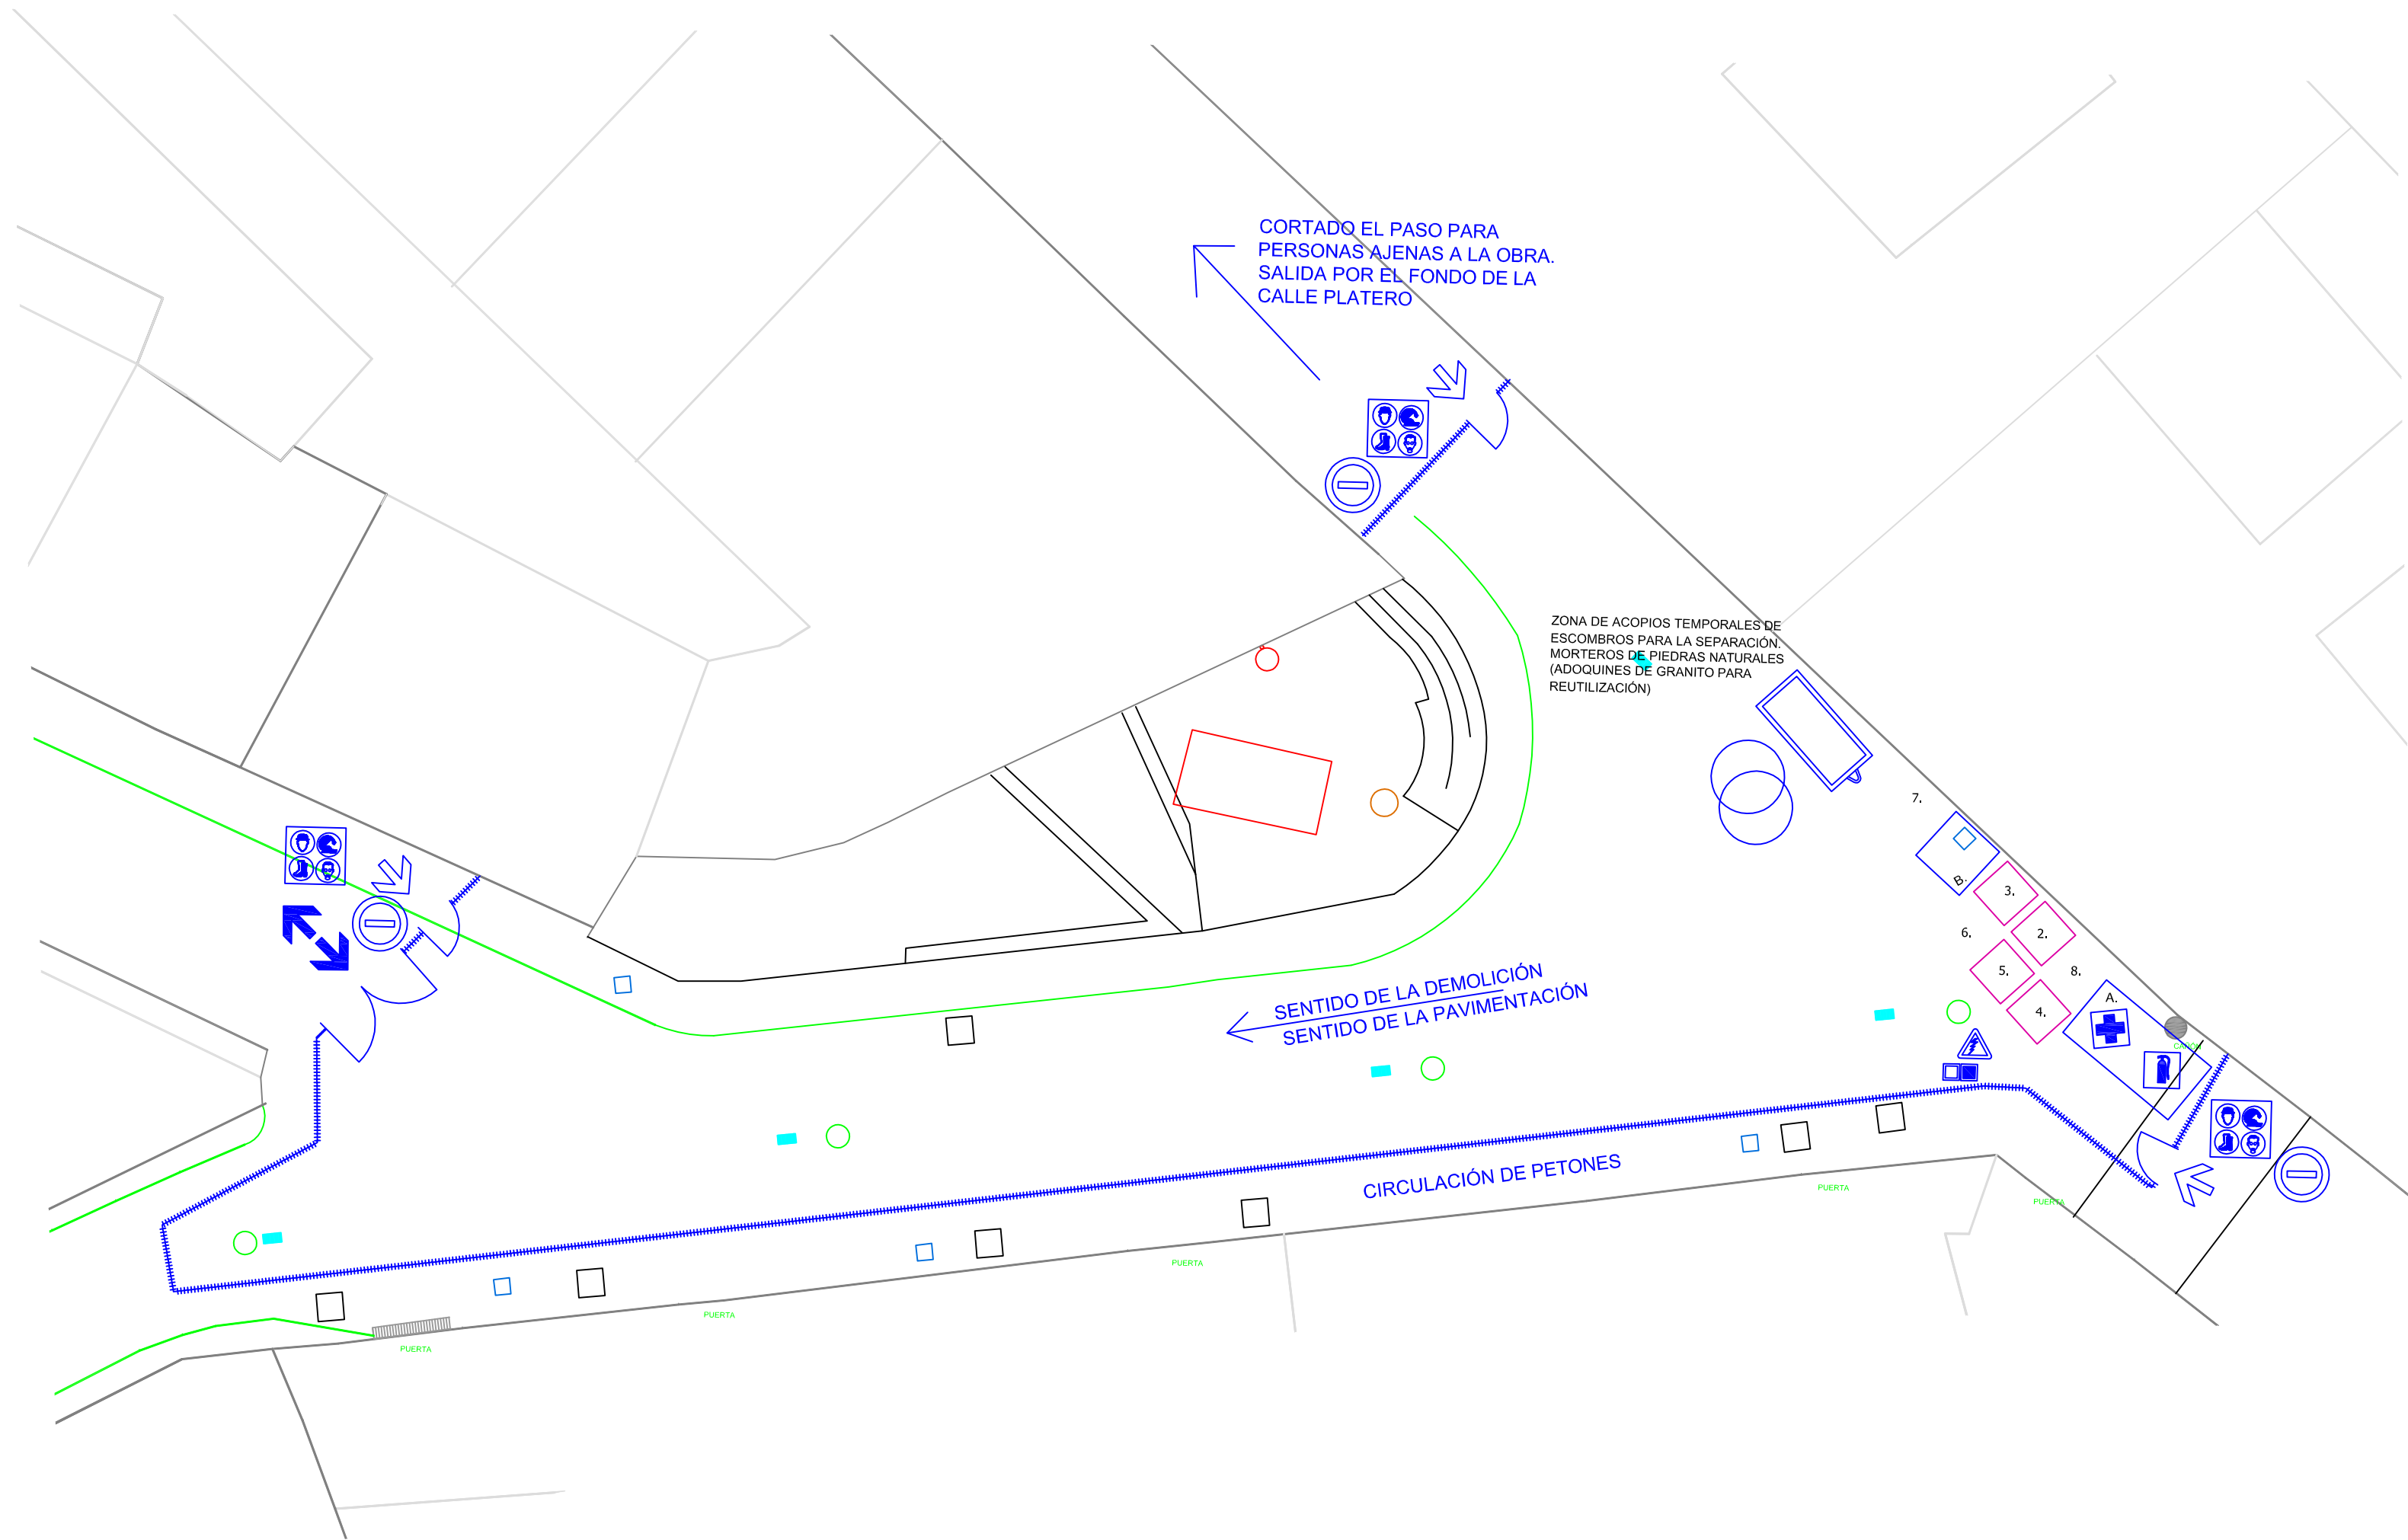 CORTADO EL PASO PARA
PERSONAS AJENAS A LA OBRA.
SALIDA POR EL FONDO DE LA
CALLE PLATERO
ZONA DE ACOPIOS TEMPORALES DE
ESCOMBROS PARA LA SEPARACIÓN.
MORTEROS DE PIEDRAS NATURALES
(ADOQUINES DE GRANITO PARA
REUTILIZACIÓN)
7.
B.
3.
6.
2.
5.
8.
A.
4.
SENTIDO DE LA DEMOLICIÓN
SENTIDO DE LA PAVIMENTACIÓN
CIRCULACIÓN DE PETONES
PUERTA
PUERTA
PUERTA
PUERTA
PUERTA